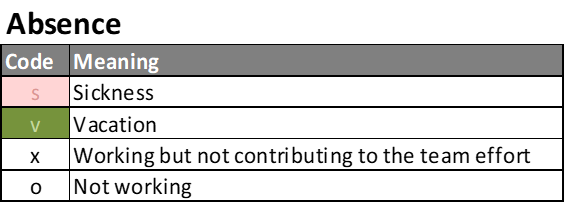 Absence
Code Meaning
s Sickness
v Vacation
x Working but not contributing to the team effort
o Not working